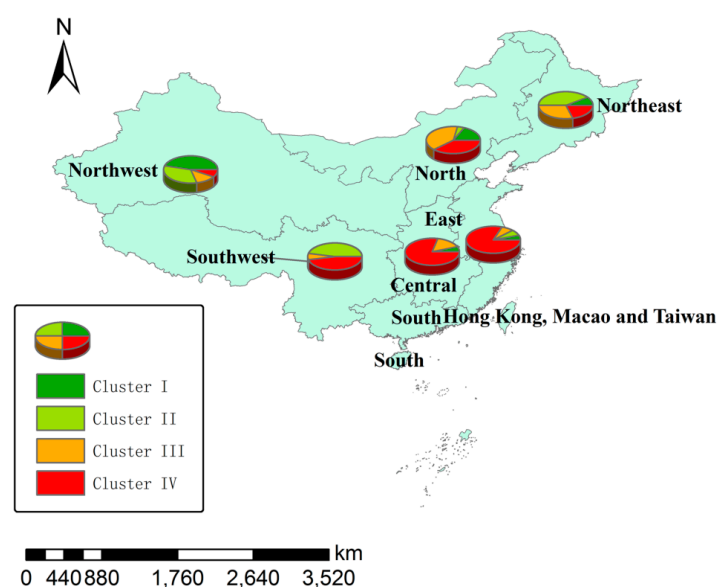 N
Northeast
Northwest
North
East
Southwest
Central
South
Hong Kong, Macao and Taiwan
South
Cluster I
Cluster II
Cluster III
Cluster IV
km
0 440 880 1,760 2,640 3,520